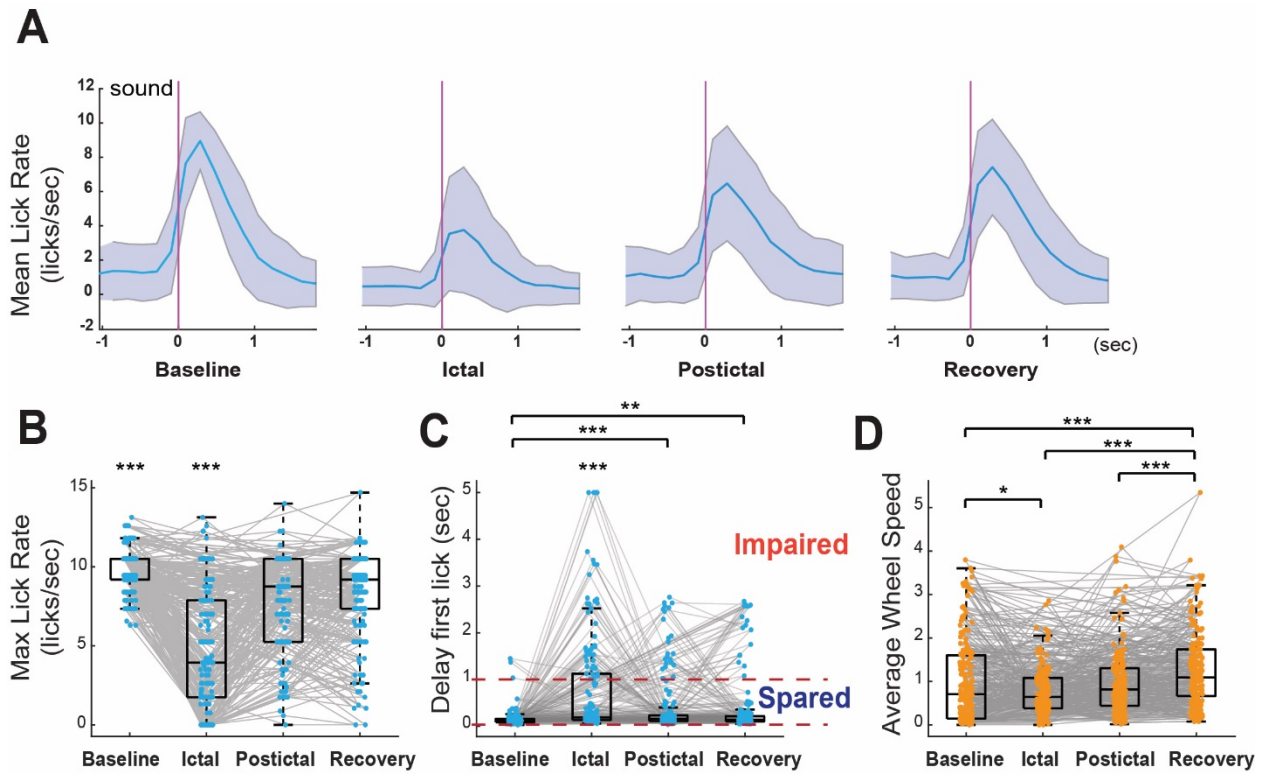 A
sound
Mean Lick Rate
(licks/sec)
12
10
8
6
4
2
0
-2
-1 0 1
-1 0 1
-1 0 1
-1 0 1 (sec)
Baseline Ictal Postictal Recovery
B
*** ***
Max Lick Rate
(licks/sec)
15
10
5
0
Baseline Ictal Postictal Recovery
C
**
***
***
Delay first lick (sec)
5
4
3
2
1
0
Impaired
Spared
Baseline Ictal Postictal Recovery
D
***
***
***
*
Average Wheel Speed
5
4
3
2
1
0
Baseline Ictal Postictal Recovery